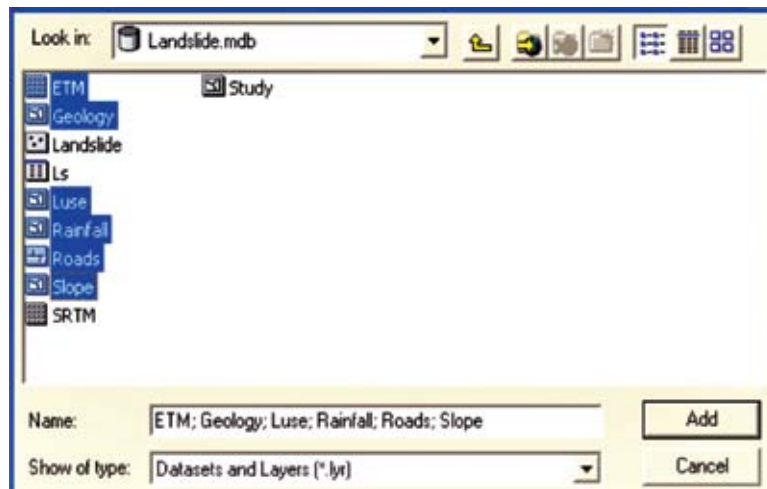 Look in: Landslide.mdb
ETM
Study
Geology
Landslide
Ls
Luse
Rainfall
Roads
Slope
SRTM
Name: ETM; Geology; Luse; Rainfall; Roads; Slope
Add
Show of type: Datasets and Layers (*.lyr)
Cancel